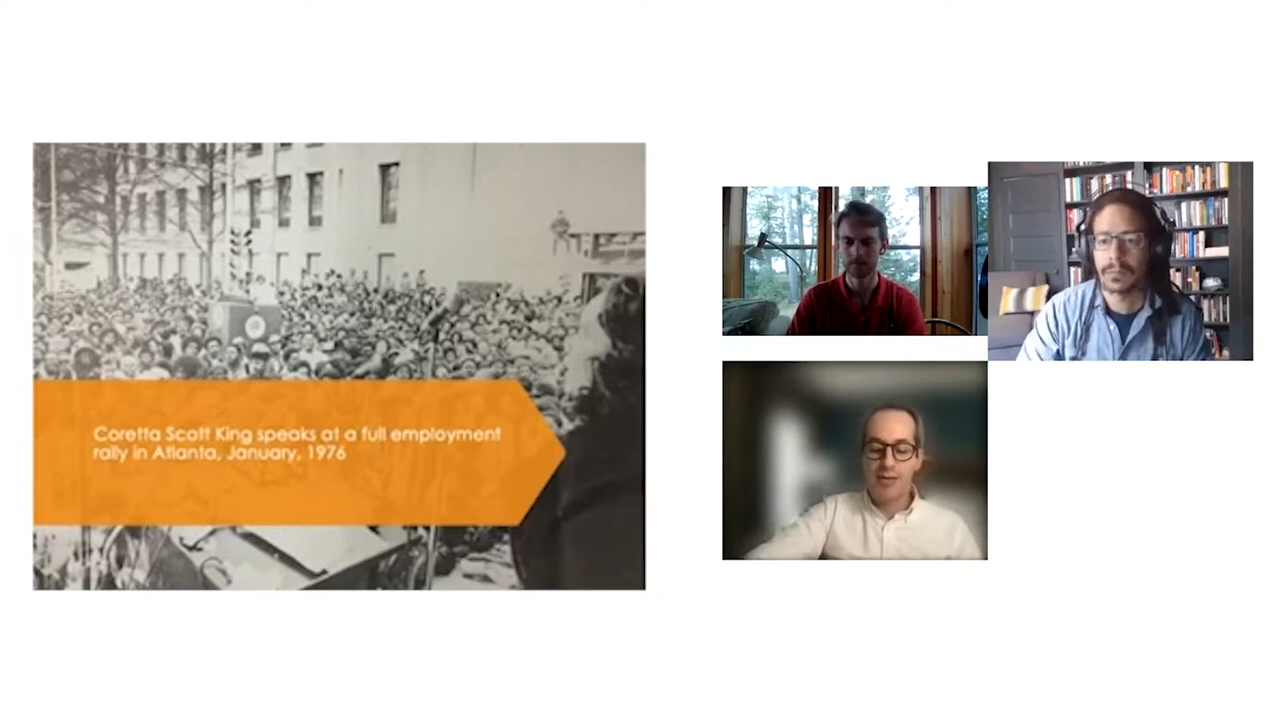 Coretta Scott King speaks at a full employment
rally in Atlanta, January, 1976